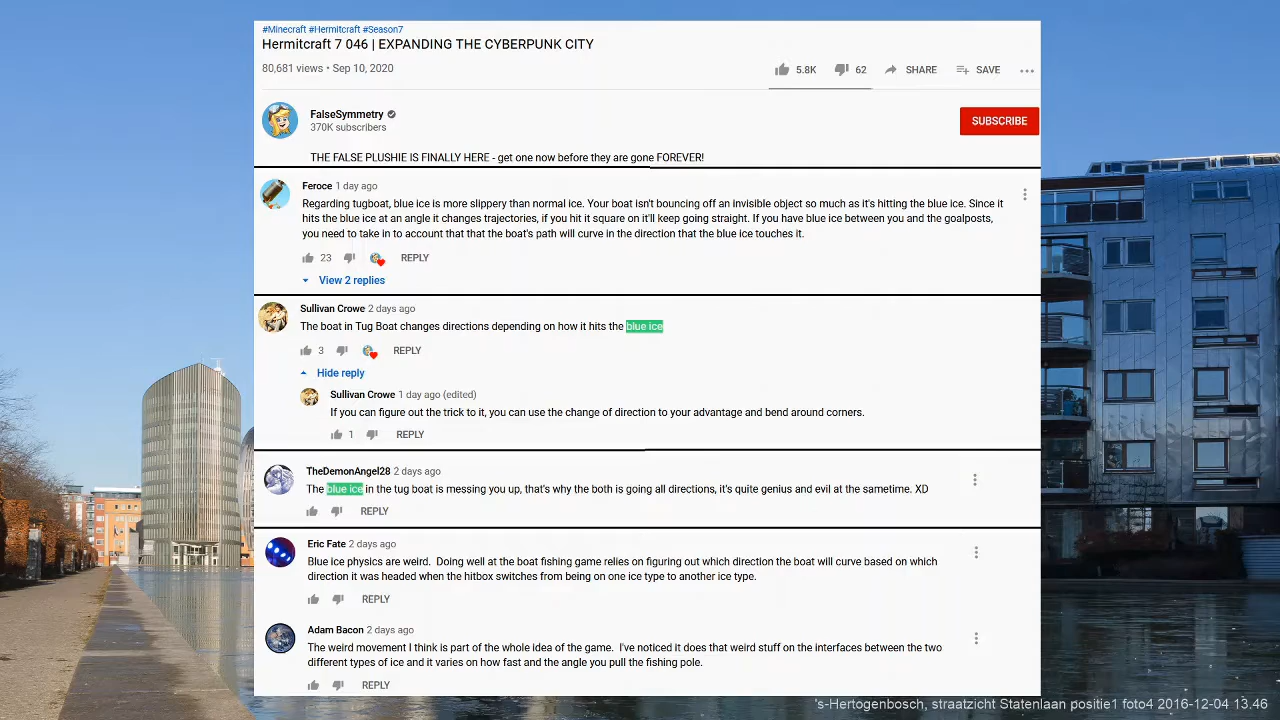 #Minecraft #Hermitcraft #Season7
Hermitcraft 7 046 | EXPANDING THE CYBERPUNK CITY
80,681 views • Sep 10, 2020
5.8K 62 SHARE SAVE
FalseSymmetry
370K subscribers
SUBSCRIBE
THE FALSE PLUSHIE IS FINALLY HERE - get one now before they are gone FOREVER!
Feroce 1 day ago
Regarding tugboat, blue ice is more slippery than normal ice. Your boat isn't bouncing off an invisible object so much as it's hitting the blue ice. Since it
hits the blue ice at an angle it changes trajectories, if you hit it square on it'll keep going straight. If you have blue ice between you and the goalposts,
you need to take in to account that that the boat's path will curve in the direction that the blue ice touches it.
23 REPLY
View 2 replies
Sullivan Crowe 2 days ago
The boat in Tug Boat changes directions depending on how it hits the blue ice
3 REPLY
Hide reply
Sullivan Crowe 1 day ago (edited)
If you can figure out the trick to it, you can use the change of direction to your advantage and bend around corners.
1 REPLY
TheDemonAngel28 2 days ago
The blue ice in the tug boat is messing you up, that's why the both is going all directions, it's quite genius and evil at the sametime. XD
REPLY
Eric Fate 2 days ago
Blue ice physics are weird. Doing well at the boat fishing game relies on figuring out which direction the boat will curve based on which
direction it was headed when the hitbox switches from being on one ice type to another ice type.
REPLY
Adam Bacon 2 days ago
The weird movement I think is part of the whole idea of the game. I've noticed it does that weird stuff on the interfaces between the two
different types of ice and it varies on how fast and the angle you pull the fishing pole.
REPLY
's-Hertogenbosch, straatzicht Statenlaan positie1 foto4 2016-12-04 13.46